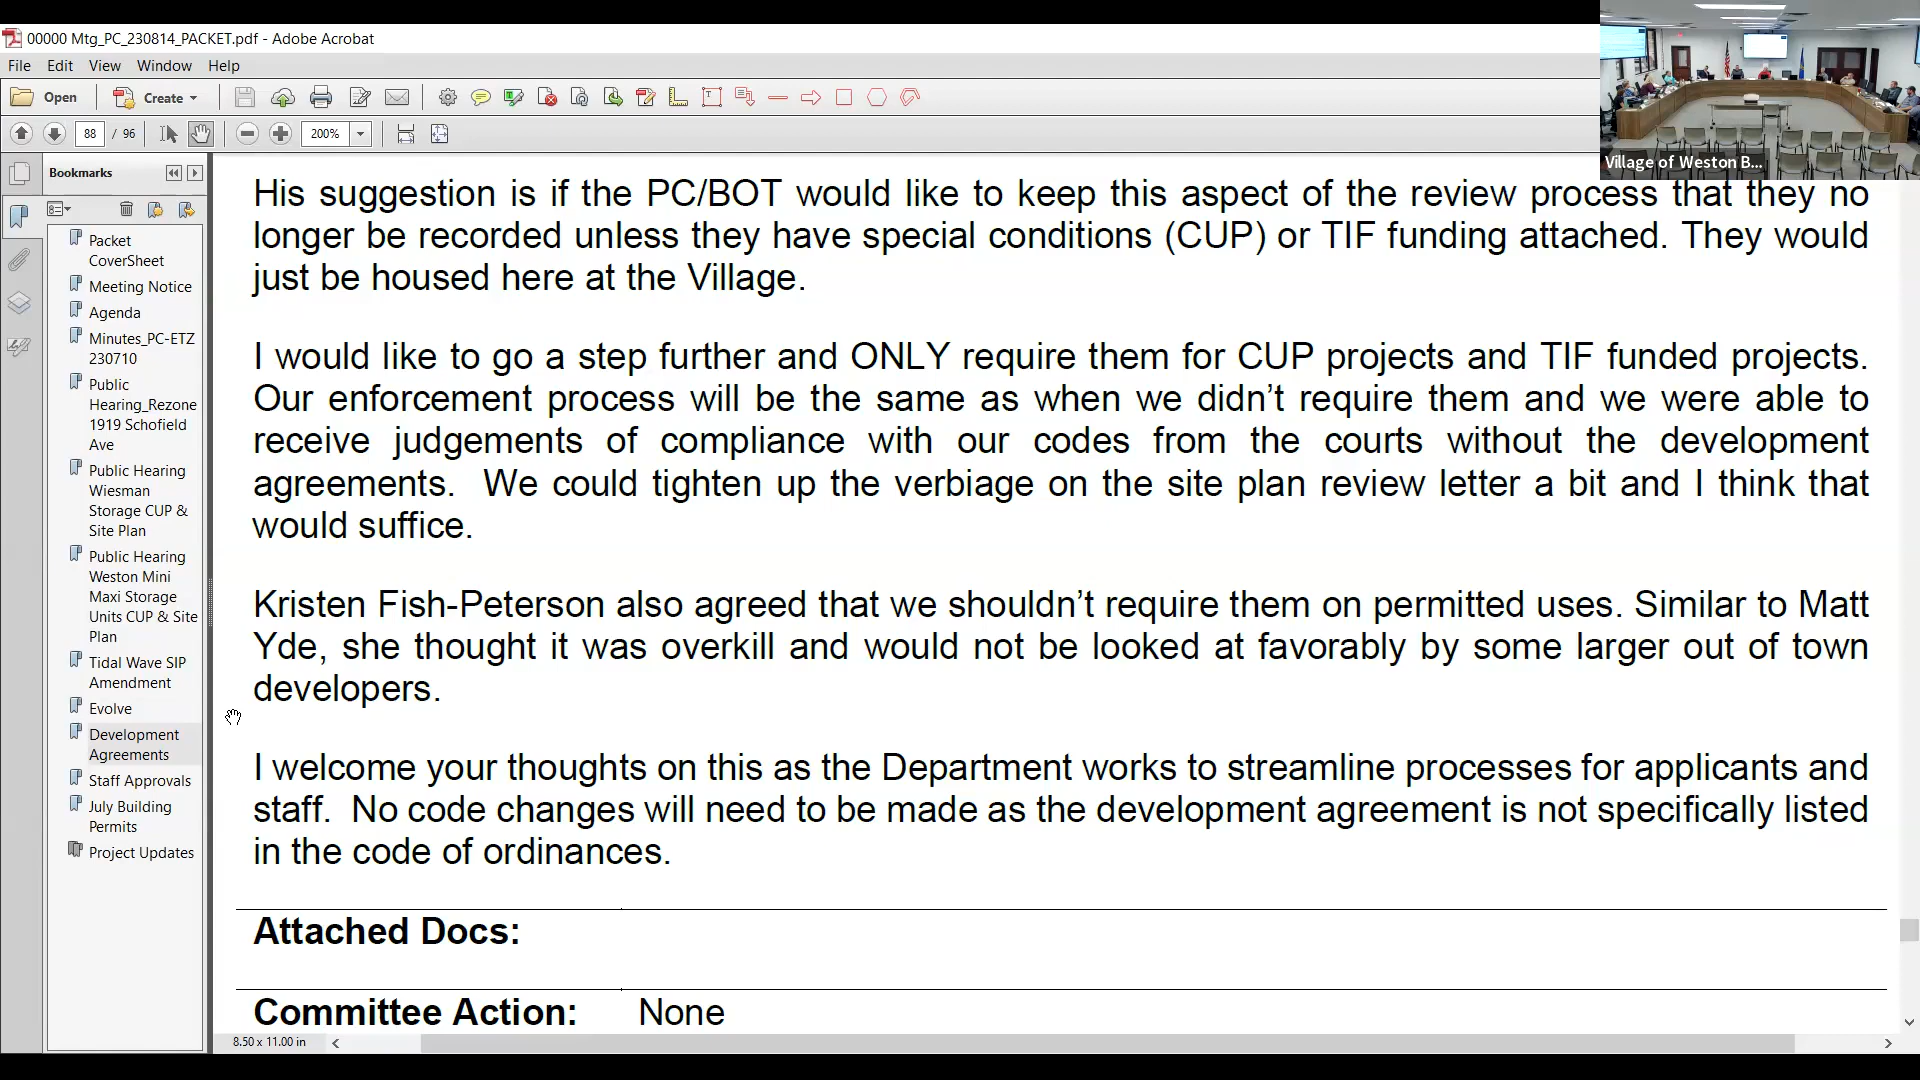 00000 Mtg_PC_230814_PACKET.pdf - Adobe Acrobat
File Edit View Window Help
Open Create
88 / 96 200%
Village of Weston B...
Bookmarks
Packet
CoverSheet
Meeting Notice
Agenda
Minutes_PC-ETZ
230710
Public
Hearing_Rezone
1919 Schofield
Ave
Public Hearing
Wiesman
Storage CUP &
Site Plan
Public Hearing
Weston Mini
Maxi Storage
Units CUP & Site
Plan
Tidal Wave SIP
Amendment
Evolve
Development
Agreements
Staff Approvals
July Building
Permits
Project Updates
His suggestion is if the PC/BOT would like to keep this aspect of the review process that they no
longer be recorded unless they have special conditions (CUP) or TIF funding attached. They would
just be housed here at the Village.
I would like to go a step further and ONLY require them for CUP projects and TIF funded projects.
Our enforcement process will be the same as when we didn’t require them and we were able to
receive judgements of compliance with our codes from the courts without the development
agreements.  We could tighten up the verbiage on the site plan review letter a bit and I think that
would suffice.
Kristen Fish-Peterson also agreed that we shouldn’t require them on permitted uses. Similar to Matt
Yde, she thought it was overkill and would not be looked at favorably by some larger out of town
developers.
I welcome your thoughts on this as the Department works to streamline processes for applicants and
staff.  No code changes will need to be made as the development agreement is not specifically listed
in the code of ordinances.
Attached Docs:
Committee Action: None
8.50 x 11.00 in